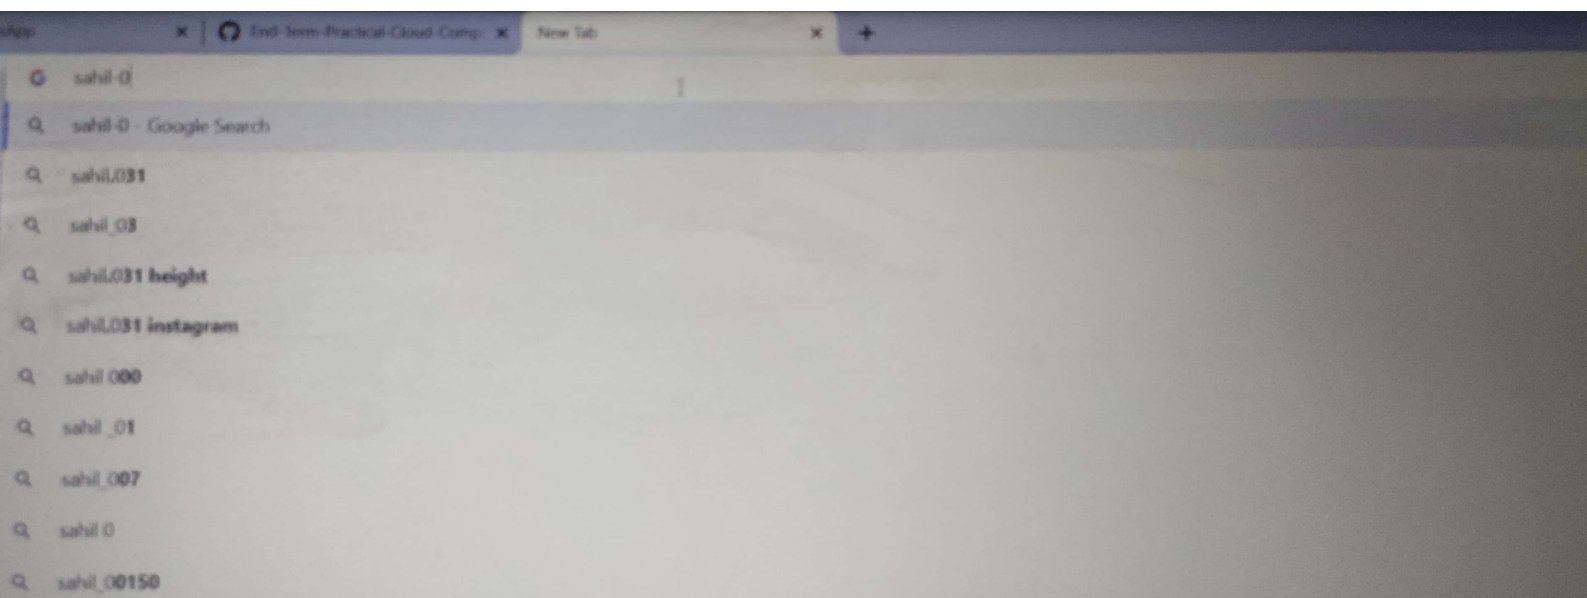 sApp
End-Term-Practical-Cloud-Comp
New Tab
sahil-0
sahil-0 - Google Search
sahil.031
sahil_03
sahil.031 height
sahil.031 instagram
sahil 000
sahil _01
sahil_007
sahil 0
sahil_00150